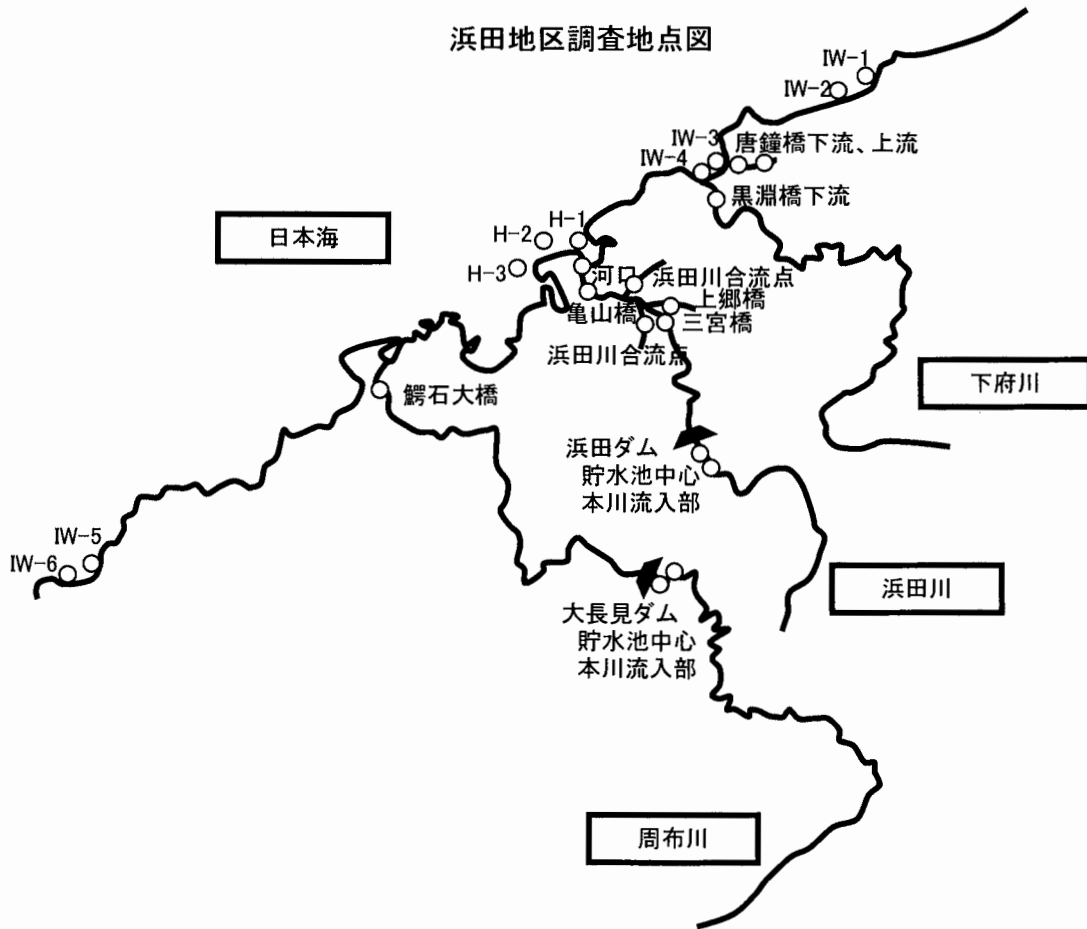 浜田地区調査地点図
IW-1
IW-2
IW-3
唐鐘橋下流、上流
IW-4
黒淵橋下流
日本海
H-1
H-2
H-3
河口
浜田川合流点
上郷橋
亀山橋
三宮橋
浜田川合流点
下府川
鰐石大橋
浜田ダム
貯水池中心
本川流入部
IW-5
IW-6
浜田川
大長見ダム
貯水池中心
本川流入部
周布川